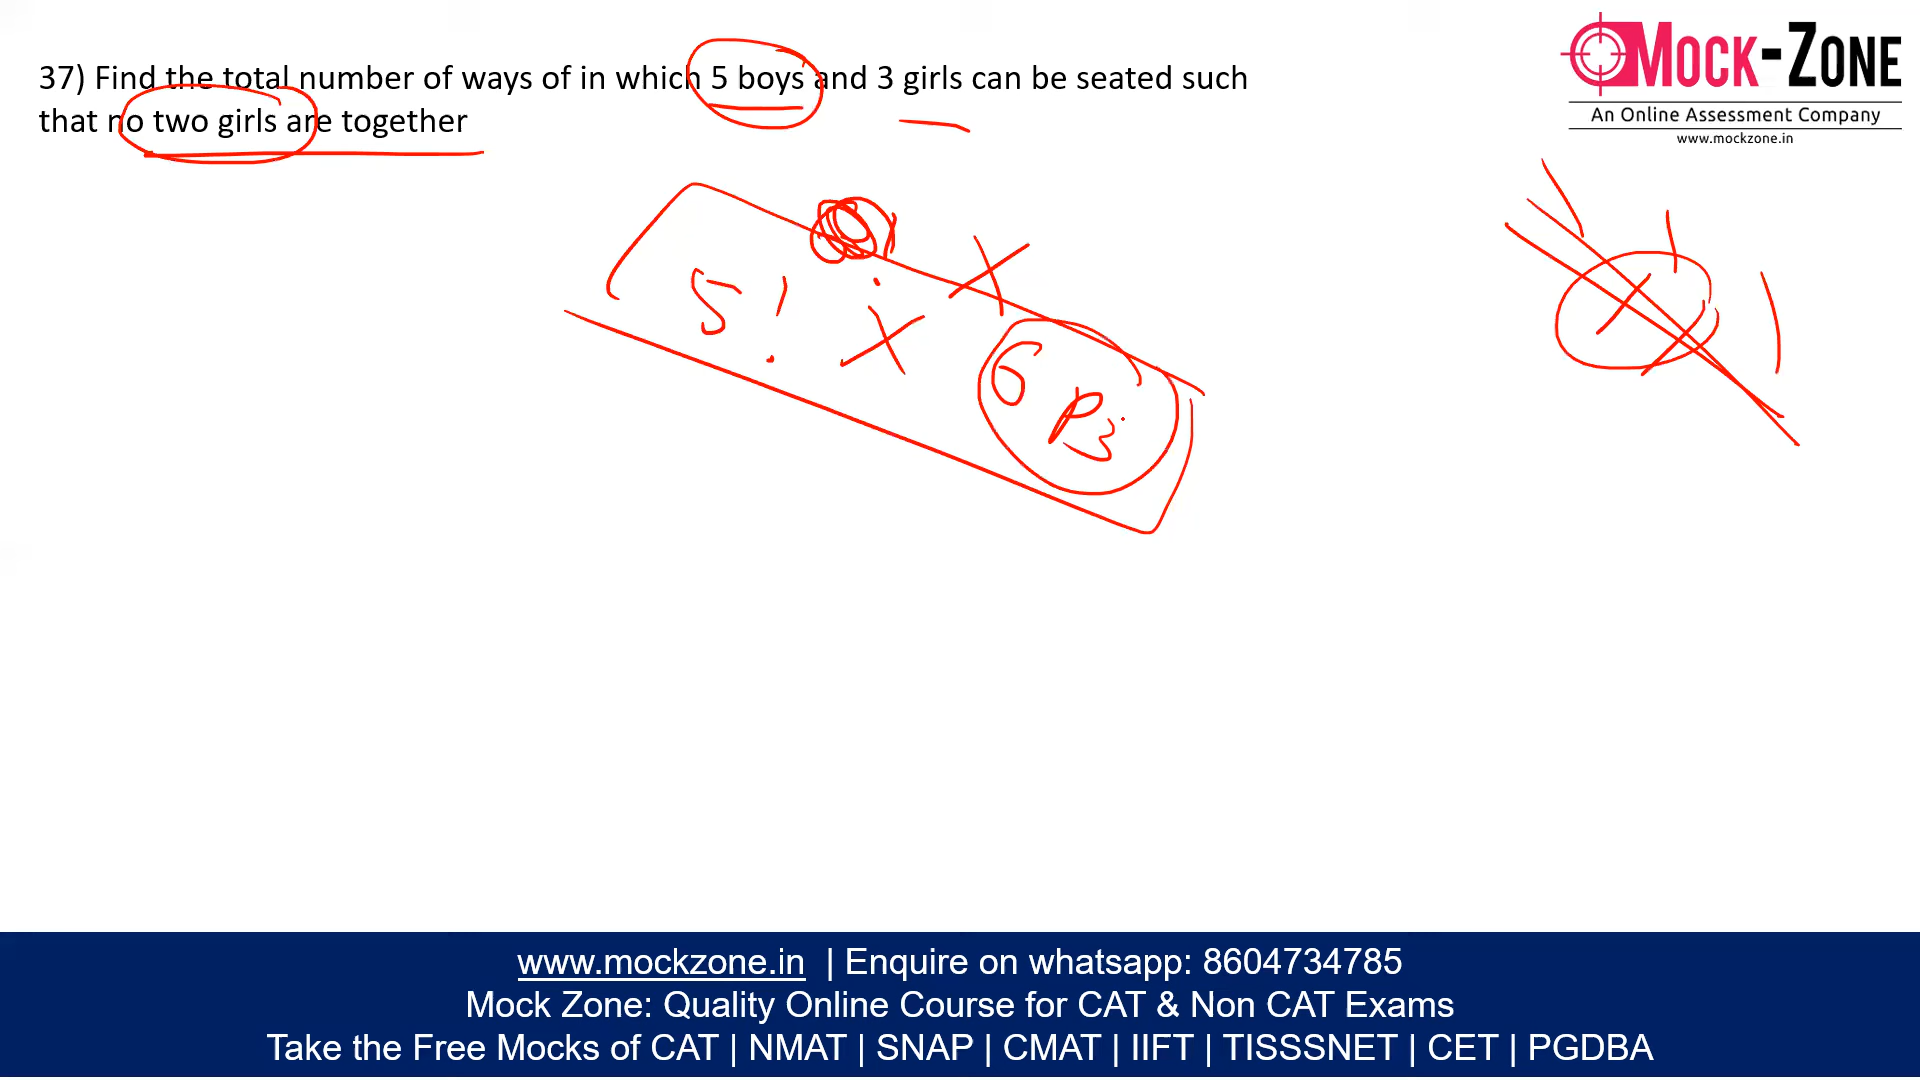 37) Find the total number of ways of in which 5 boys and 3 girls can be seated such
that no two girls are together
MOCK-ZONE
An Online Assessment Company
www.mockzone.in
5! X 6P3
www.mockzone.in | Enquire on whatsapp: 8604734785
Mock Zone: Quality Online Course for CAT & Non CAT Exams
Take the Free Mocks of CAT | NMAT | SNAP | CMAT | IIFT | TISSSNET | CET | PGDBA